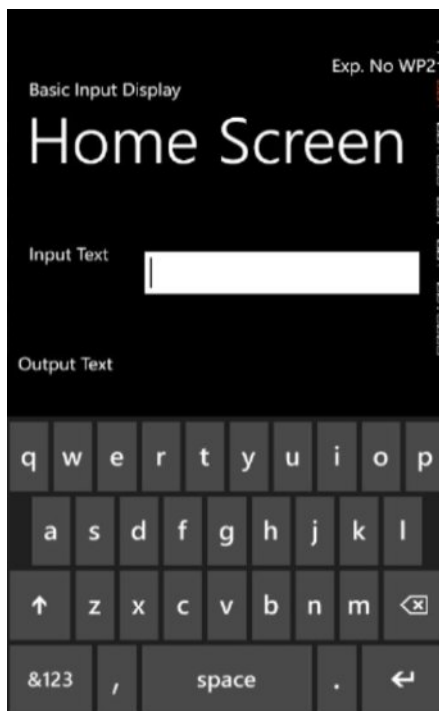 Exp. No WP2
Basic Input Display
Home Screen
Input Text
Output Text
q w e r t y u i o p
a s d f g h j k l
z x c v b n m
&123 , space .